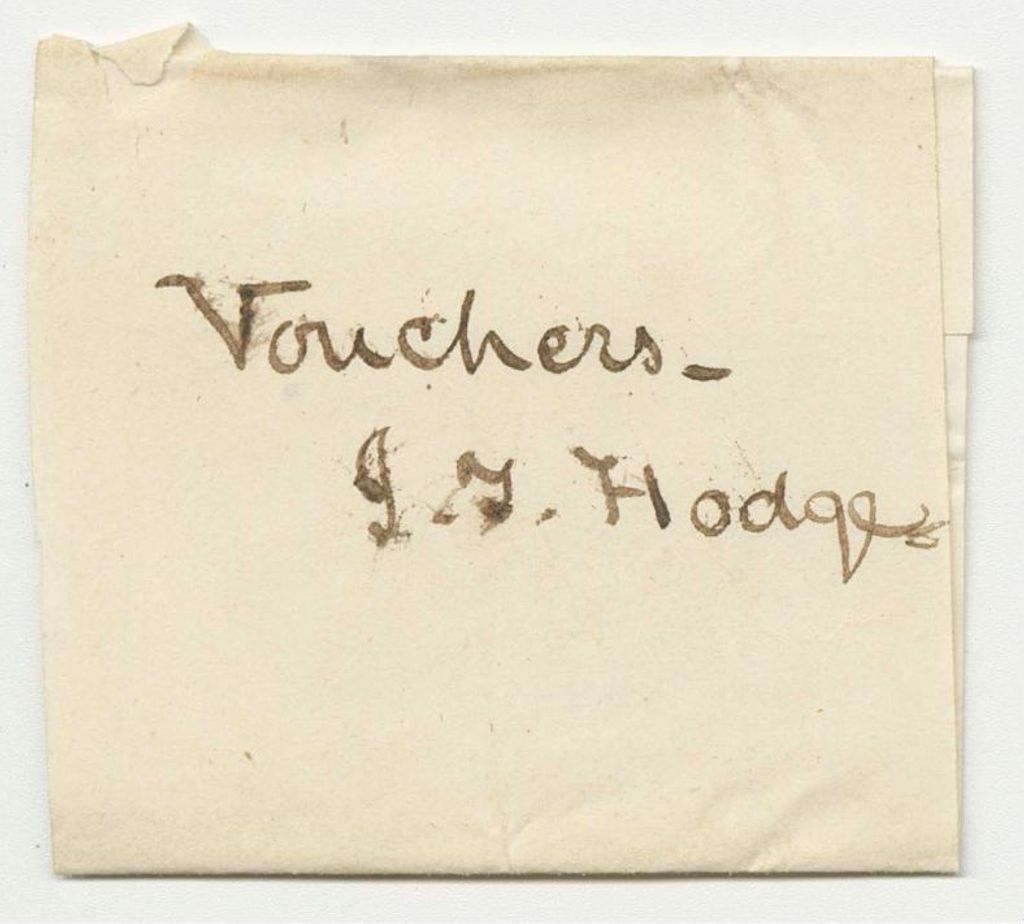 Vouchers -
J. T. Hodge